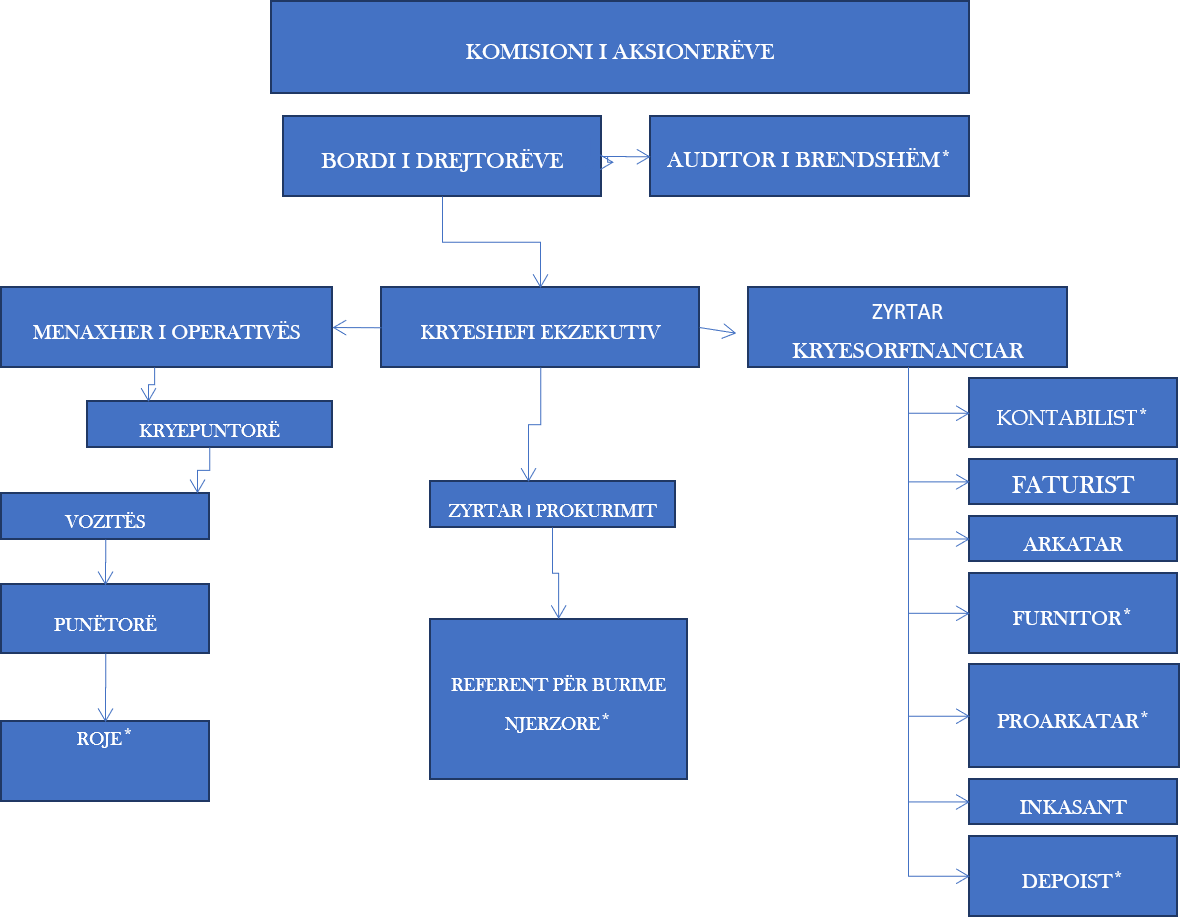 KOMISIONI I AKSIONERËVE
BORDI I DREJTORËVE
AUDITOR I BRENDSHËM*
MENAXHER I OPERATIVËS
KRYESHEFI EKZEKUTIV
ZYRTAR
KRYESORFINANCIAR
KRYEPUNTORË
VOZITËS
PUNËTORË
ROJE*
ZYRTAR I PROKURIMIT
REFERENT PËR BURIME
NJERZORE*
KONTABILIST*
FATURIST
ARKATAR
FURNITOR*
PROARKATAR*
INKASANT
DEPOIST*